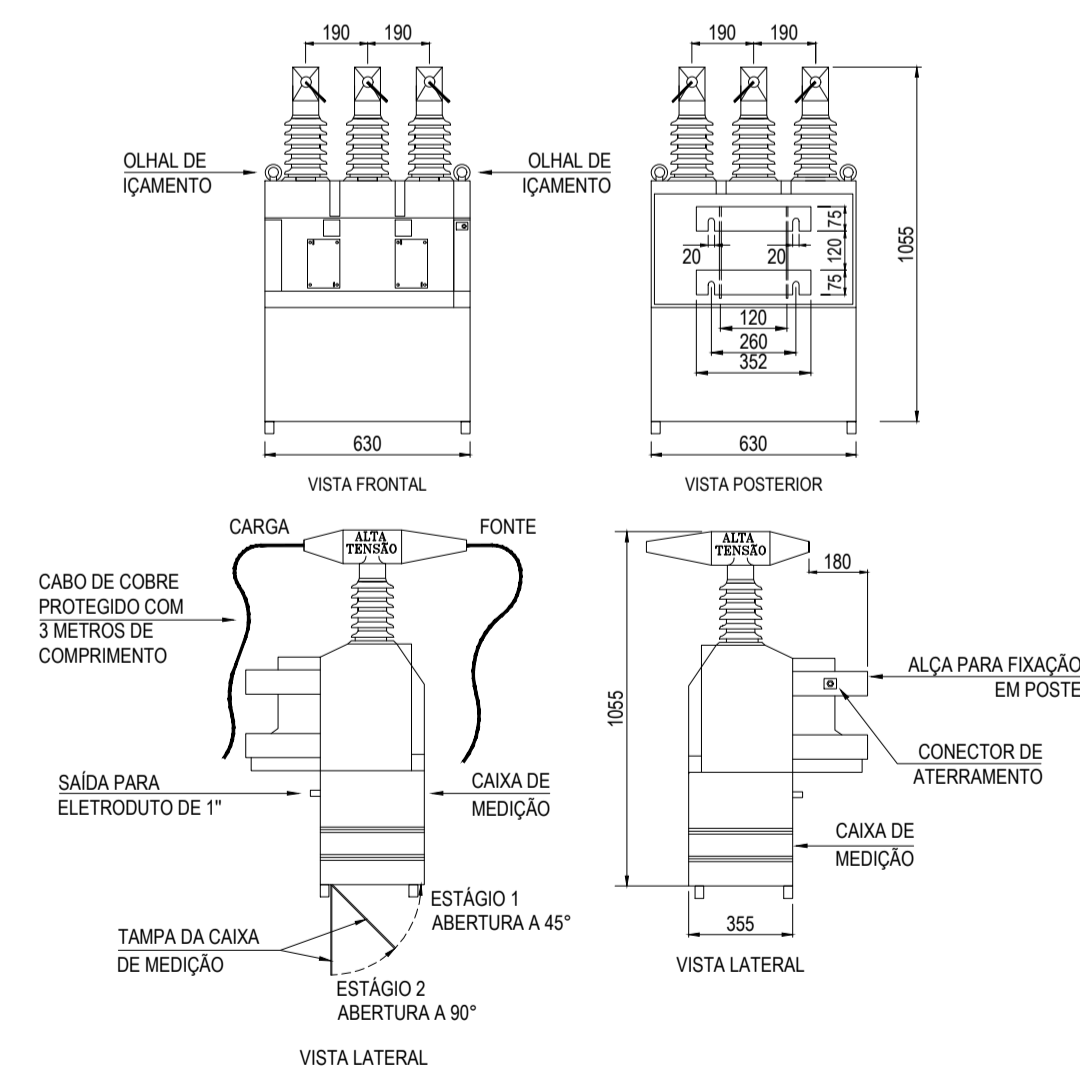 190 190
OLHAL DE
IÇAMENTO
OLHAL DE
IÇAMENTO
630
VISTA FRONTAL
190 190
75
120
75
20 20
120
260
352
1055
630
VISTA POSTERIOR
CARGA
ALTA
TENSÃO
FONTE
CABO DE COBRE
PROTEGIDO COM
3 METROS DE
COMPRIMENTO
SAÍDA PARA
ELETRODUTO DE 1"
CAIXA DE
MEDIÇÃO
ESTÁGIO 1
ABERTURA A 45°
TAMPA DA CAIXA
DE MEDIÇÃO
ESTÁGIO 2
ABERTURA A 90°
VISTA LATERAL
ALTA
TENSÃO
180
1055
ALÇA PARA FIXAÇÃO
EM POSTE
CONECTOR DE
ATERRAMENTO
CAIXA DE
MEDIÇÃO
355
VISTA LATERAL